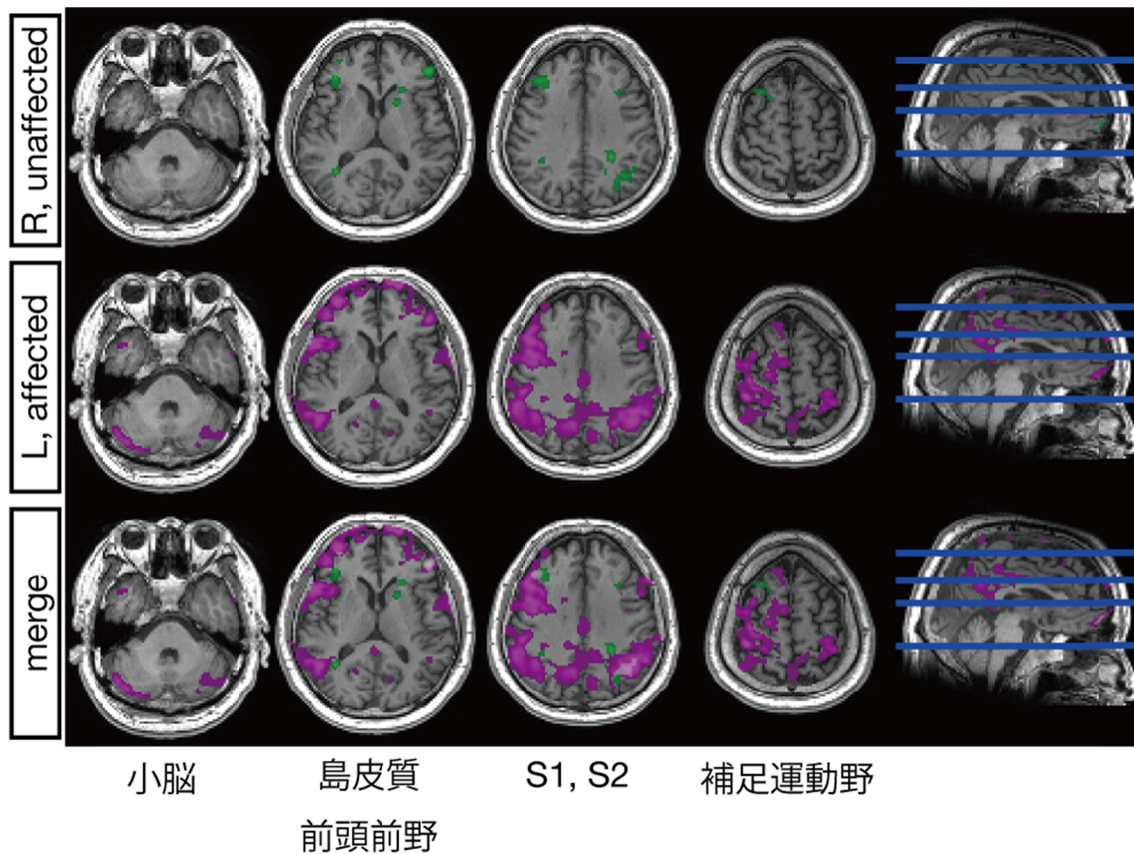 R, unaffected
L, affected
merge
小脳
島皮質
前頭前野
S1, S2
補足運動野